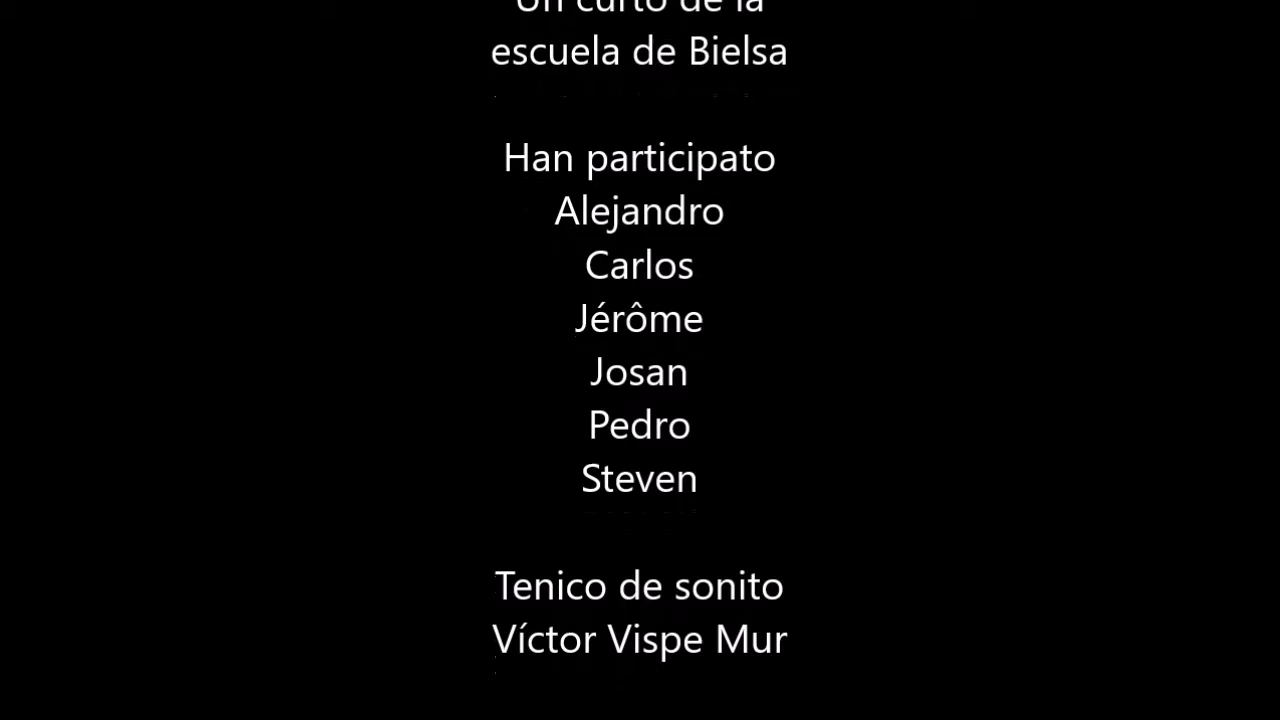 Un curto de la
escuela de Bielsa
Han participato
Alejandro
Carlos
Jérôme
Josan
Pedro
Steven
Tenico de sonito
Víctor Vispe Mur